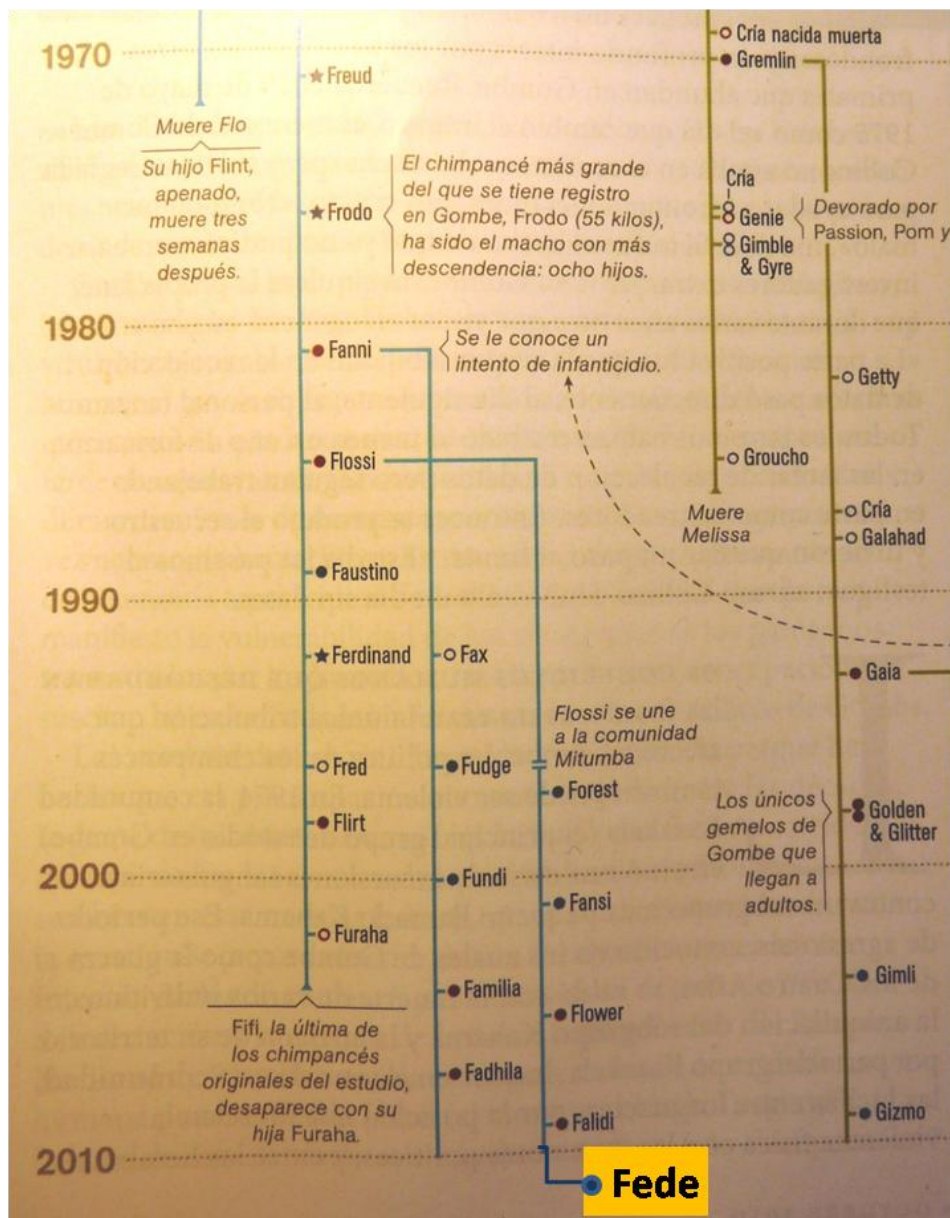 1970
Cría nacida muerta
Gremlin
Freud
Muere Flo
Su hijo Flint,
apenado,
muere tres
semanas
después.
Frodo
El chimpancé más grande
del que se tiene registro
en Gombe, Frodo (55 kilos),
ha sido el macho con más
descendencia: ocho hijos.
Cría
Genie
Gimble
& Gyre
Devorado por
Passion, Pom y
1980
Fanni
Se le conoce un
intento de infanticidio.
Getty
Flossi
Groucho
Muere
Melissa
Cría
Galahad
Faustino
1990
Ferdinand
Fax
Gaia
Flossi se une
a la comunidad
Mitumba
Fred
Fudge
Forest
Flirt
Los únicos
gemelos de
Gombe que
llegan a
adultos.
Golden
& Glitter
2000
Fundi
Fansi
Furaha
Gimli
Familia
Flower
Fifi, la última de
los chimpancés
originales del estudio,
desaparece con su
hija Furaha.
Fadhila
Falidi
Gizmo
2010
Fede